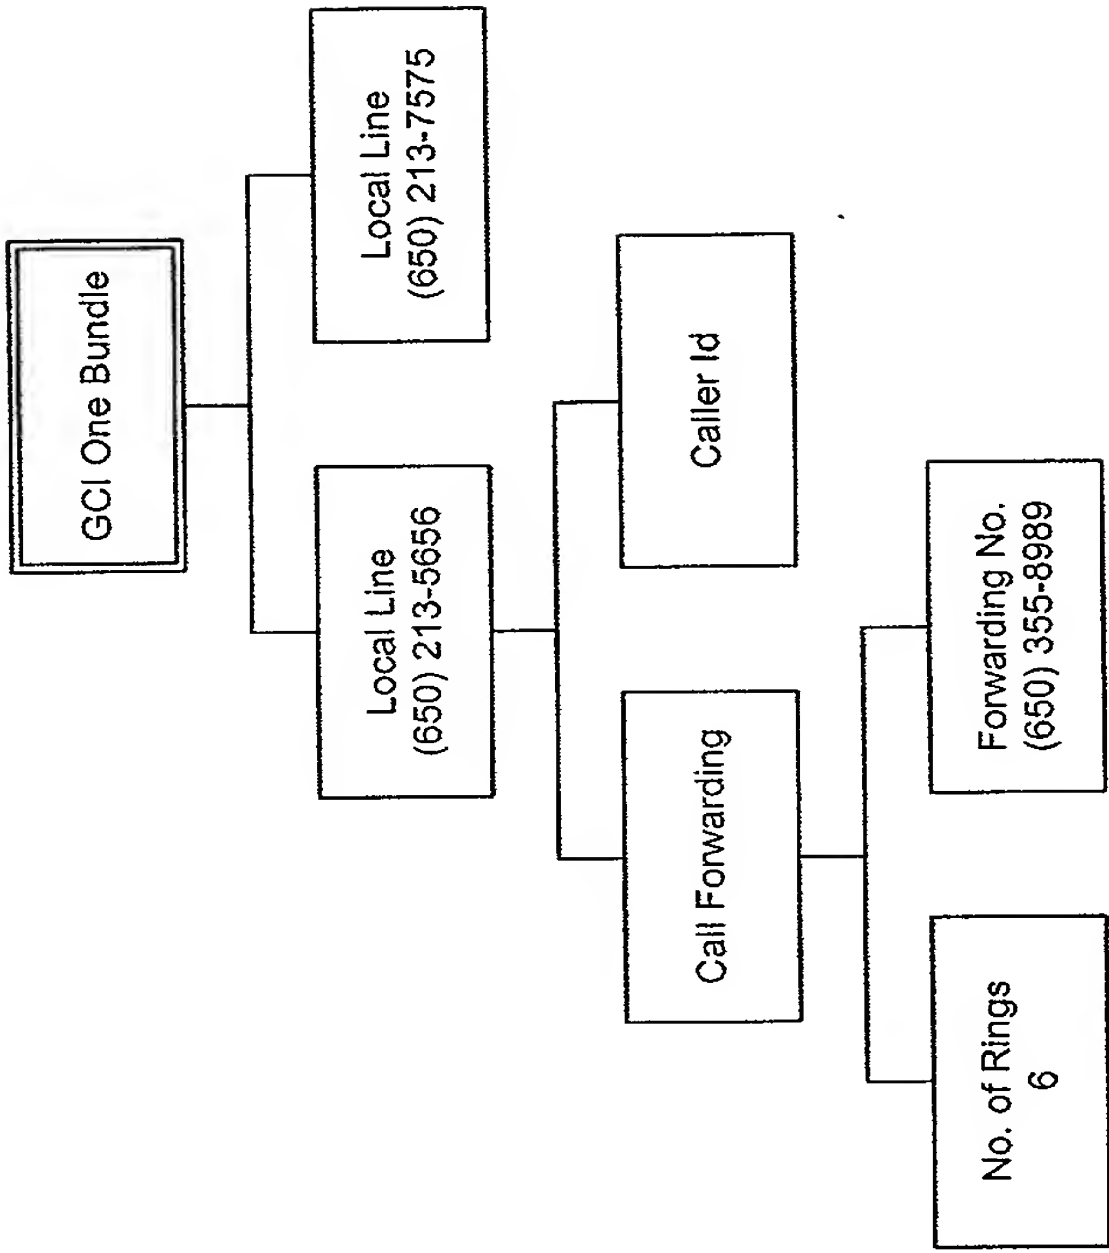 GCI One Bundle
Local Line
(650) 213-5656
Local Line
(650) 213-7575
Call Forwarding
Caller Id
No. of Rings
6
Forwarding No.
(650) 355-8989